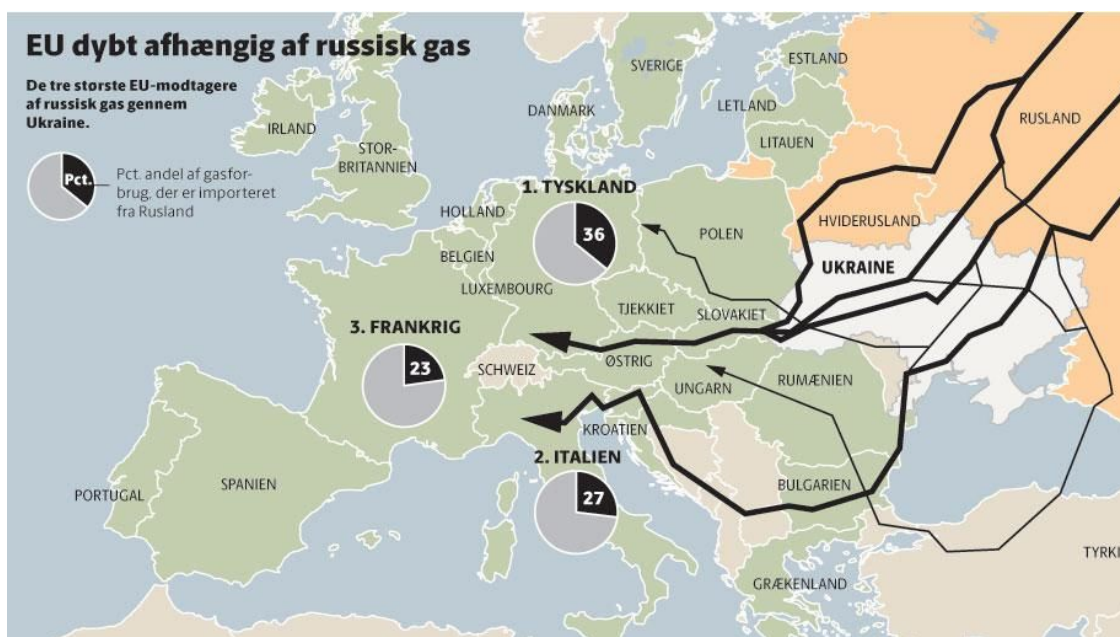 EU dybt afhængig af russisk gas
De tre største EU-modtagere
af russisk gas gennem
Ukraine.
Pct.
Pct. andel af gasfor-
brug, der er importeret
fra Rusland
ESTLAND
SVERIGE
LETLAND
DANMARK
RUSLAND
IRLAND
LITAUEN
STOR-
BRITANNIEN
1. TYSKLAND
HOLLAND
HVIDERUSLAND
POLEN
36
BELGIEN
UKRAINE
LUXEMBOURG
TJEKKIET
SLOVAKIET
3. FRANKRIG
ØSTRIG
23
SCHWEIZ
RUMÆNIEN
UNGARN
KROATIEN
2. ITALIEN
SPANIEN
BULGARIEN
PORTUGAL
27
TYRKI
GRÆKENLAND